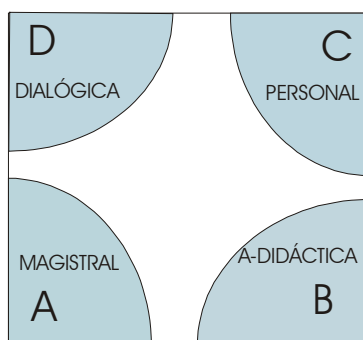 D
DIALÓGICA
C
PERSONAL
MAGISTRAL
A
A-DIDÁCTICA
B